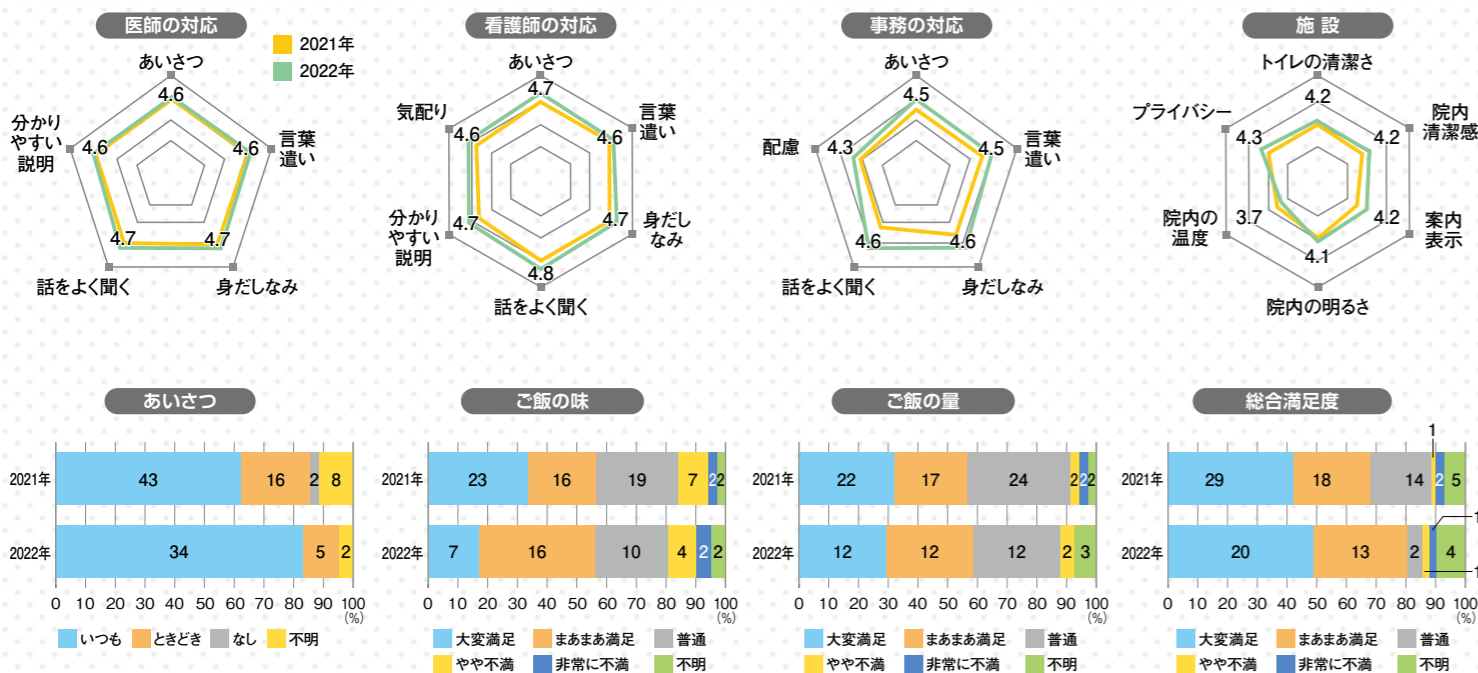 医師の対応
2021年
2022年
あいさつ
4.6
言葉
遣い
4.6
身だしなみ
4.7
話をよく聞く
4.7
分かり
やすい
説明
4.6
看護師の対応
あいさつ
4.7
言葉
遣い
4.6
身だし
なみ
4.7
話をよく聞く
4.8
分かり
やすい
説明
4.7
気配り
4.6
事務の対応
あいさつ
4.5
言葉
遣い
4.5
身だしなみ
4.6
話をよく聞く
4.6
配慮
4.3
施 設
トイレの清潔さ
4.2
院内
清潔感
4.2
案内
表示
4.2
院内の明るさ
4.1
院内の
温度
3.7
プライバシー
4.3
あいさつ
2021年 43 16 2 8
2022年 34 5 2
0 10 20 30 40 50 60 70 80 90 100
(%)
いつも ときどき なし 不明
ご飯の味
2021年 23 16 19 7 2 2
2022年 7 16 10 4 2 2
0 10 20 30 40 50 60 70 80 90 100
(%)
大変満足 まあまあ満足 普通
やや不満 非常に不満 不明
ご飯の量
2021年 22 17 24 2 2 2
2022年 12 12 12 2 3
0 10 20 30 40 50 60 70 80 90 100
(%)
大変満足 まあまあ満足 普通
やや不満 非常に不満 不明
総合満足度
1
2021年 29 18 14 2 5
1
2022年 20 13 2 4
1
0 10 20 30 40 50 60 70 80 90 100
(%)
大変満足 まあまあ満足 普通
やや不満 非常に不満 不明